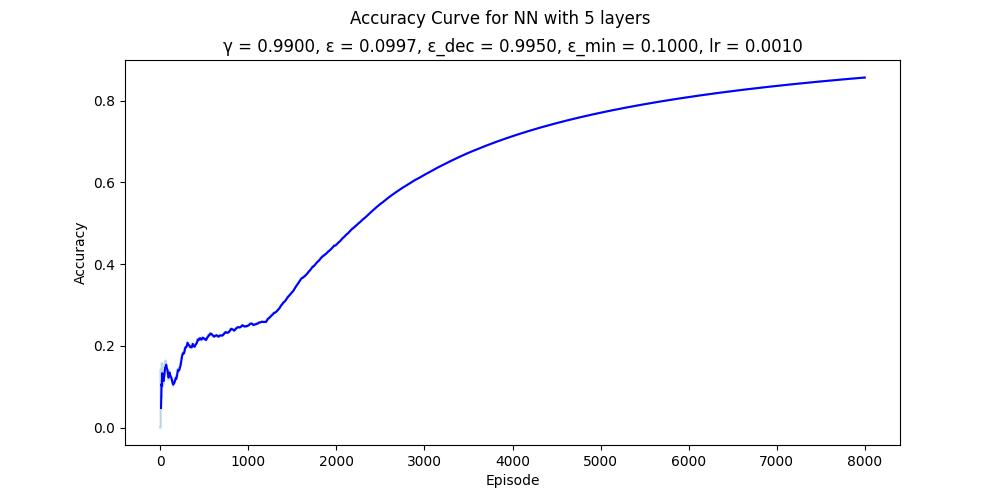 Accuracy Curve for NN with 5 layers
γ = 0.9900, ε = 0.0997, ε_dec = 0.9950, ε_min = 0.1000, lr = 0.0010
Accuracy
0.8
0.6
0.4
0.2
0.0
0 1000 2000 3000 4000 5000 6000 7000 8000
Episode